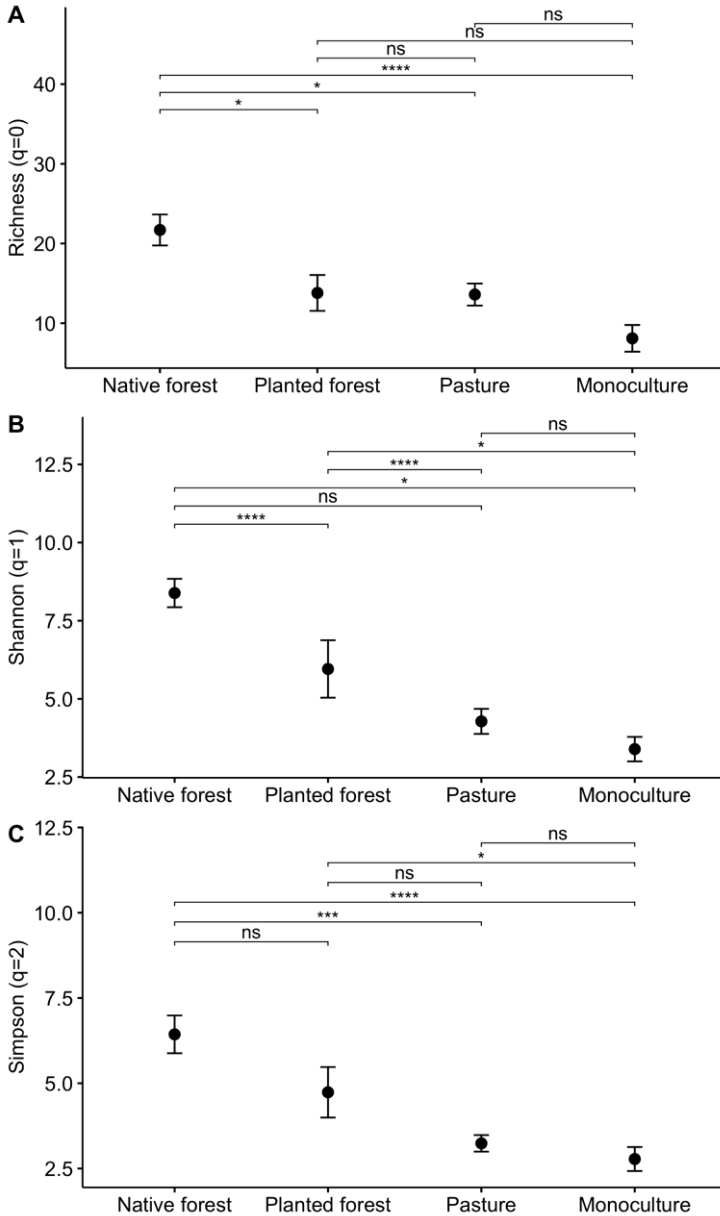 A
ns
ns
ns
****
*
*
Richness (q=0)
40
30
20
10
Native forest Planted forest Pasture Monoculture
B
ns
*
****
*
ns
****
Shannon (q=1)
12.5
10.0
7.5
5.0
2.5
Native forest Planted forest Pasture Monoculture
C
ns
*
ns
****
***
ns
Simpson (q=2)
12.5
10.0
7.5
5.0
2.5
Native forest Planted forest Pasture Monoculture